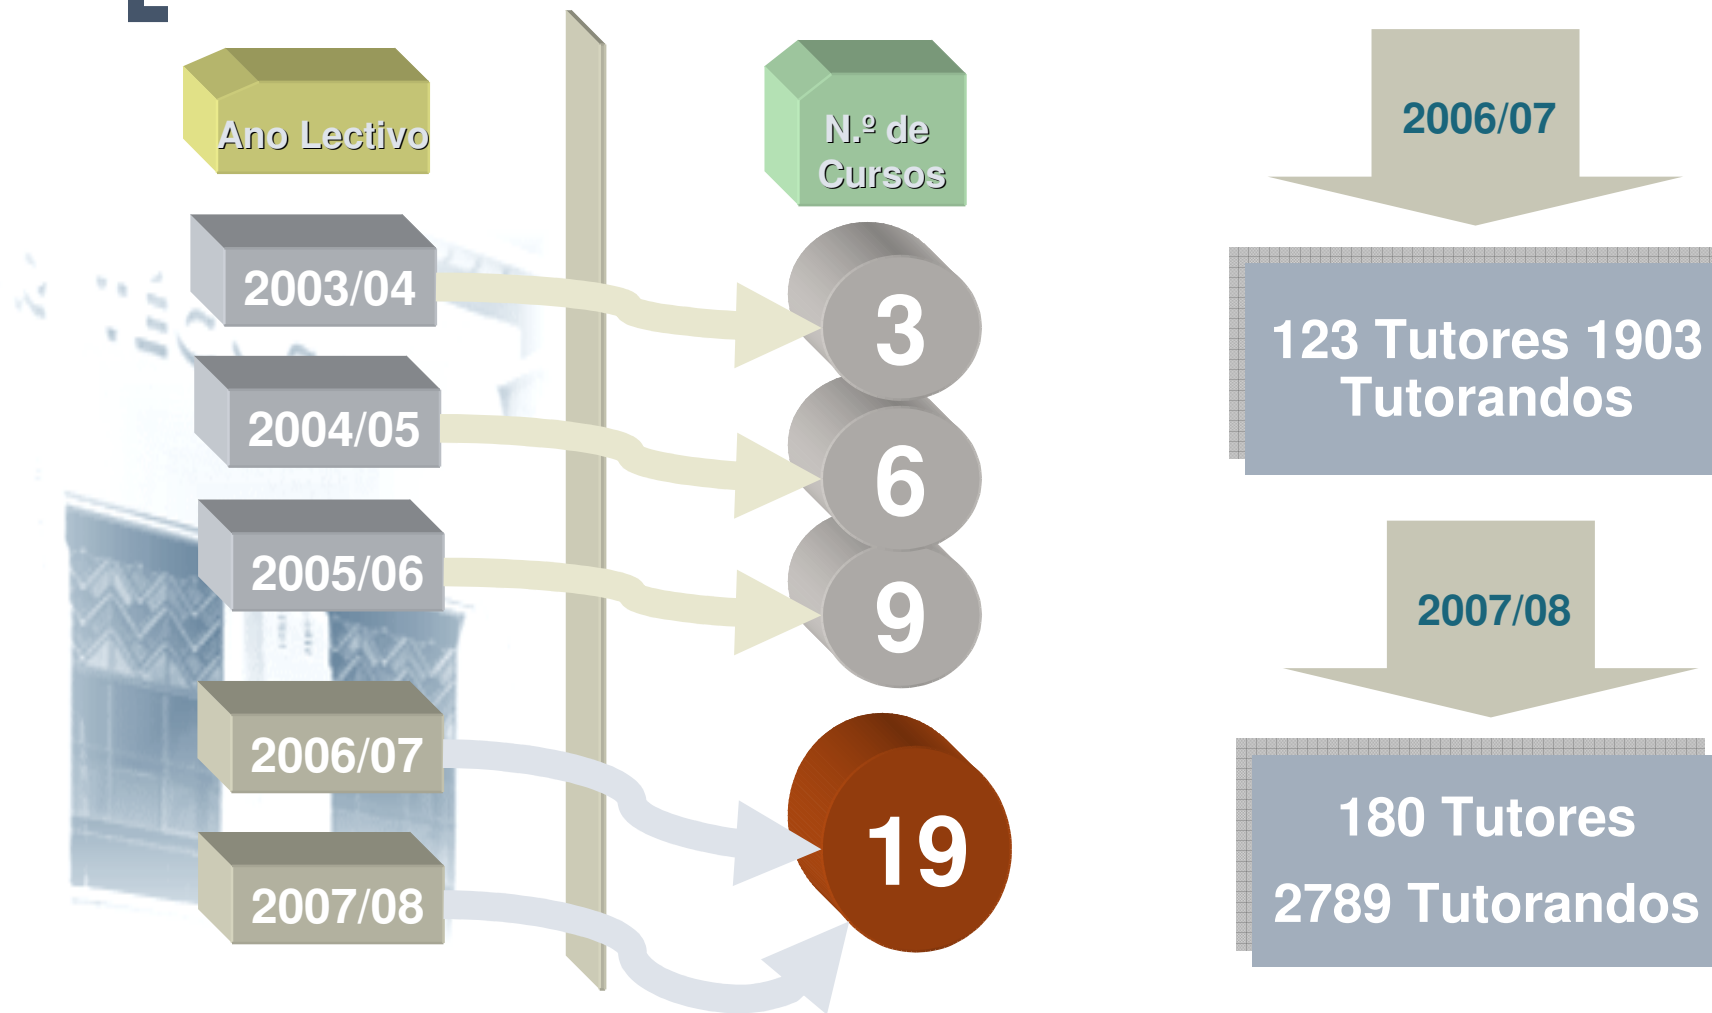 Ano Lectivo
N.º de
Cursos
2003/04
3
2004/05
6
2005/06
9
2006/07
19
2007/08
2006/07
123 Tutores 1903
Tutorandos
2007/08
180 Tutores
2789 Tutorandos